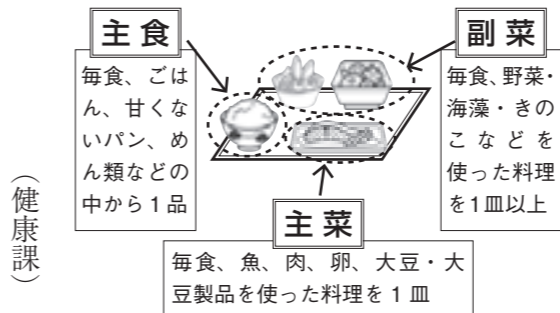 主食
毎食、ごは
ん、甘くな
いパン、め
ん類などの
中から1品
副菜
毎食、野菜・
海藻・きの
こなどを
使った料理
を1皿以上
主菜
毎食、魚、肉、卵、大豆・大
豆製品を使った料理を1皿
（健康課）